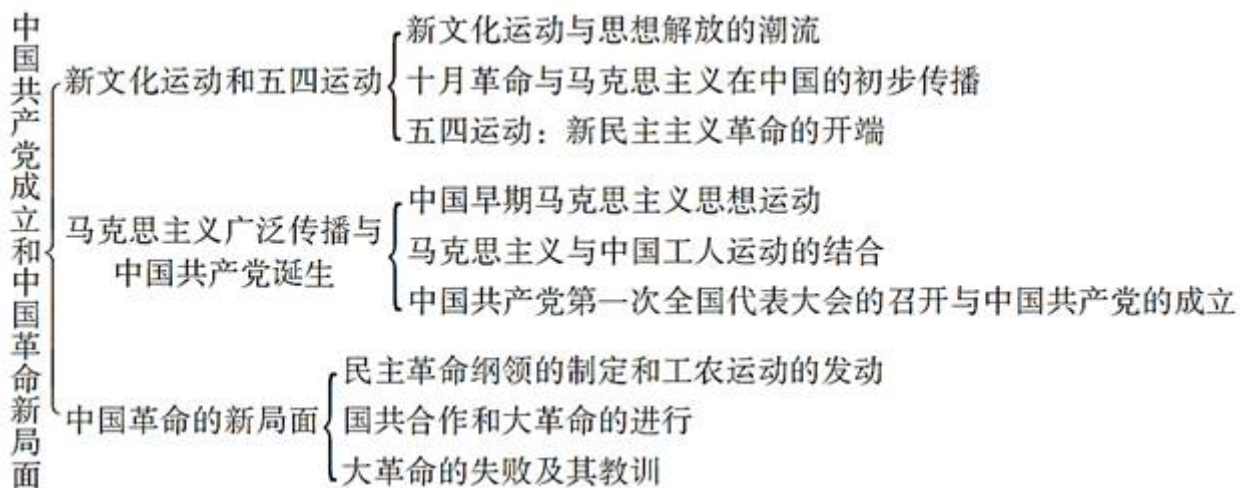 中国共产党成立和中国革命新局面
新文化运动和五四运动
新文化运动与思想解放的潮流
十月革命与马克思主义在中国的初步传播
五四运动：新民主主义革命的开端
马克思主义广泛传播与
中国共产党诞生
中国早期马克思主义思想运动
马克思主义与中国工人运动的结合
中国共产党第一次全国代表大会的召开与中国共产党的成立
中国革命的新局面
民主革命纲领的制定和工农运动的发动
国共合作和大革命的进行
大革命的失败及其教训